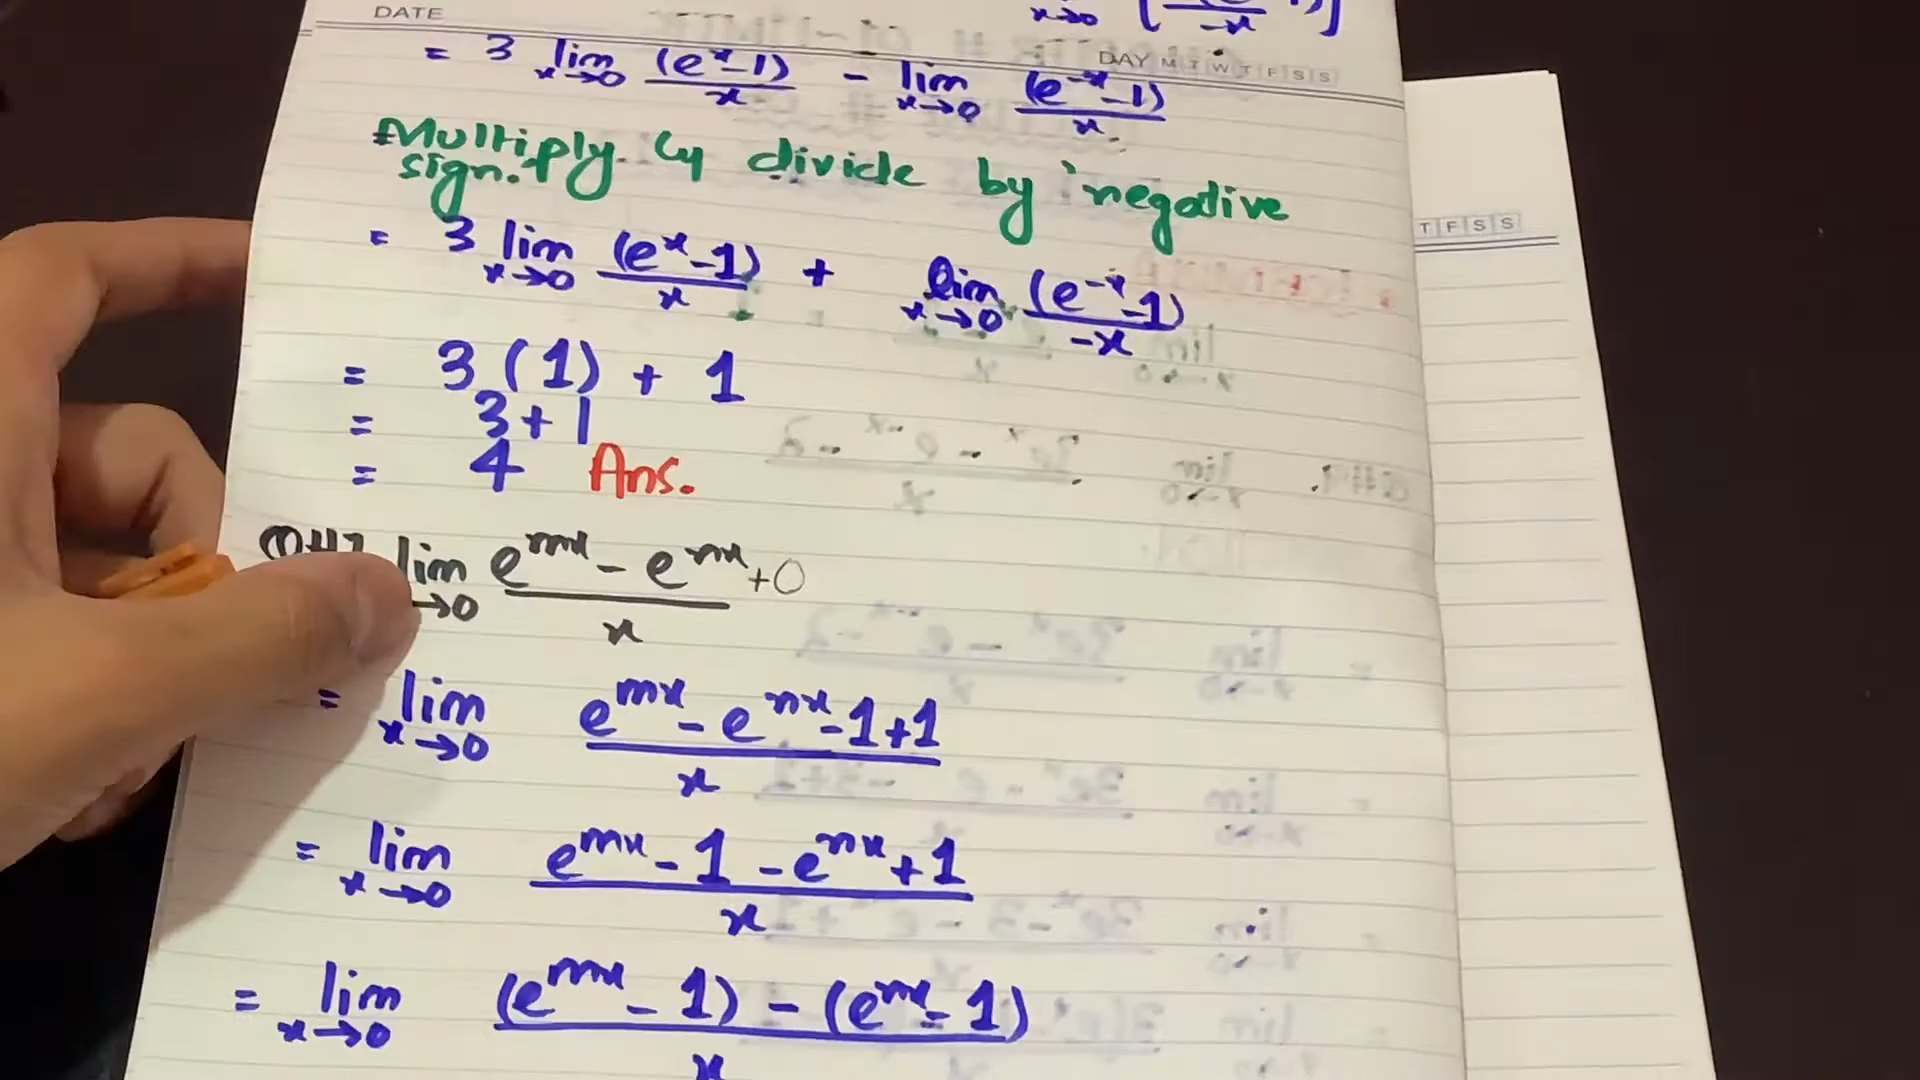 x→0 [ -x ]
DATE
DAY M T W T F S S
= 3 lim x→0 (e^x-1)/x - lim x→0 (e^-x-1)/x
Multiply & divide by negative
sign.
= 3 lim x→0 (e^x-1)/x + lim x→0 (e^-x-1)/-x
= 3 (1) + 1
= 3+1
= 4 Ans.
lim →0 (e^mx - e^nx)/x +0
= lim x→0 (e^mx - e^nx - 1+1)/x
= lim x→0 (e^mx - 1 - e^nx + 1)/x
= lim x→0 ((e^mx - 1) - (e^nx - 1))/x
T F S S